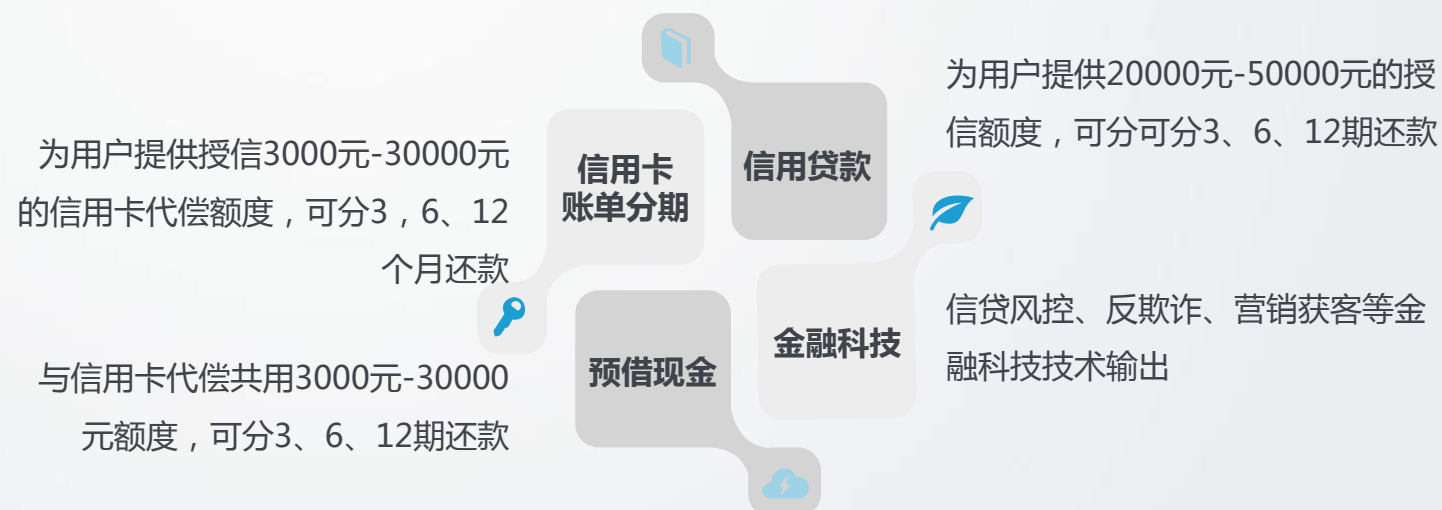 为用户提供授信3000元-30000元
的信用卡代偿额度，可分3，6、12
个月还款
信用卡
账单分期
信用贷款
为用户提供20000元-50000元的授
信额度，可分可分3、6、12期还款
与信用卡代偿共用3000元-30000
元额度，可分3、6、12期还款
预借现金
金融科技
信贷风控、反欺诈、营销获客等金
融科技技术输出